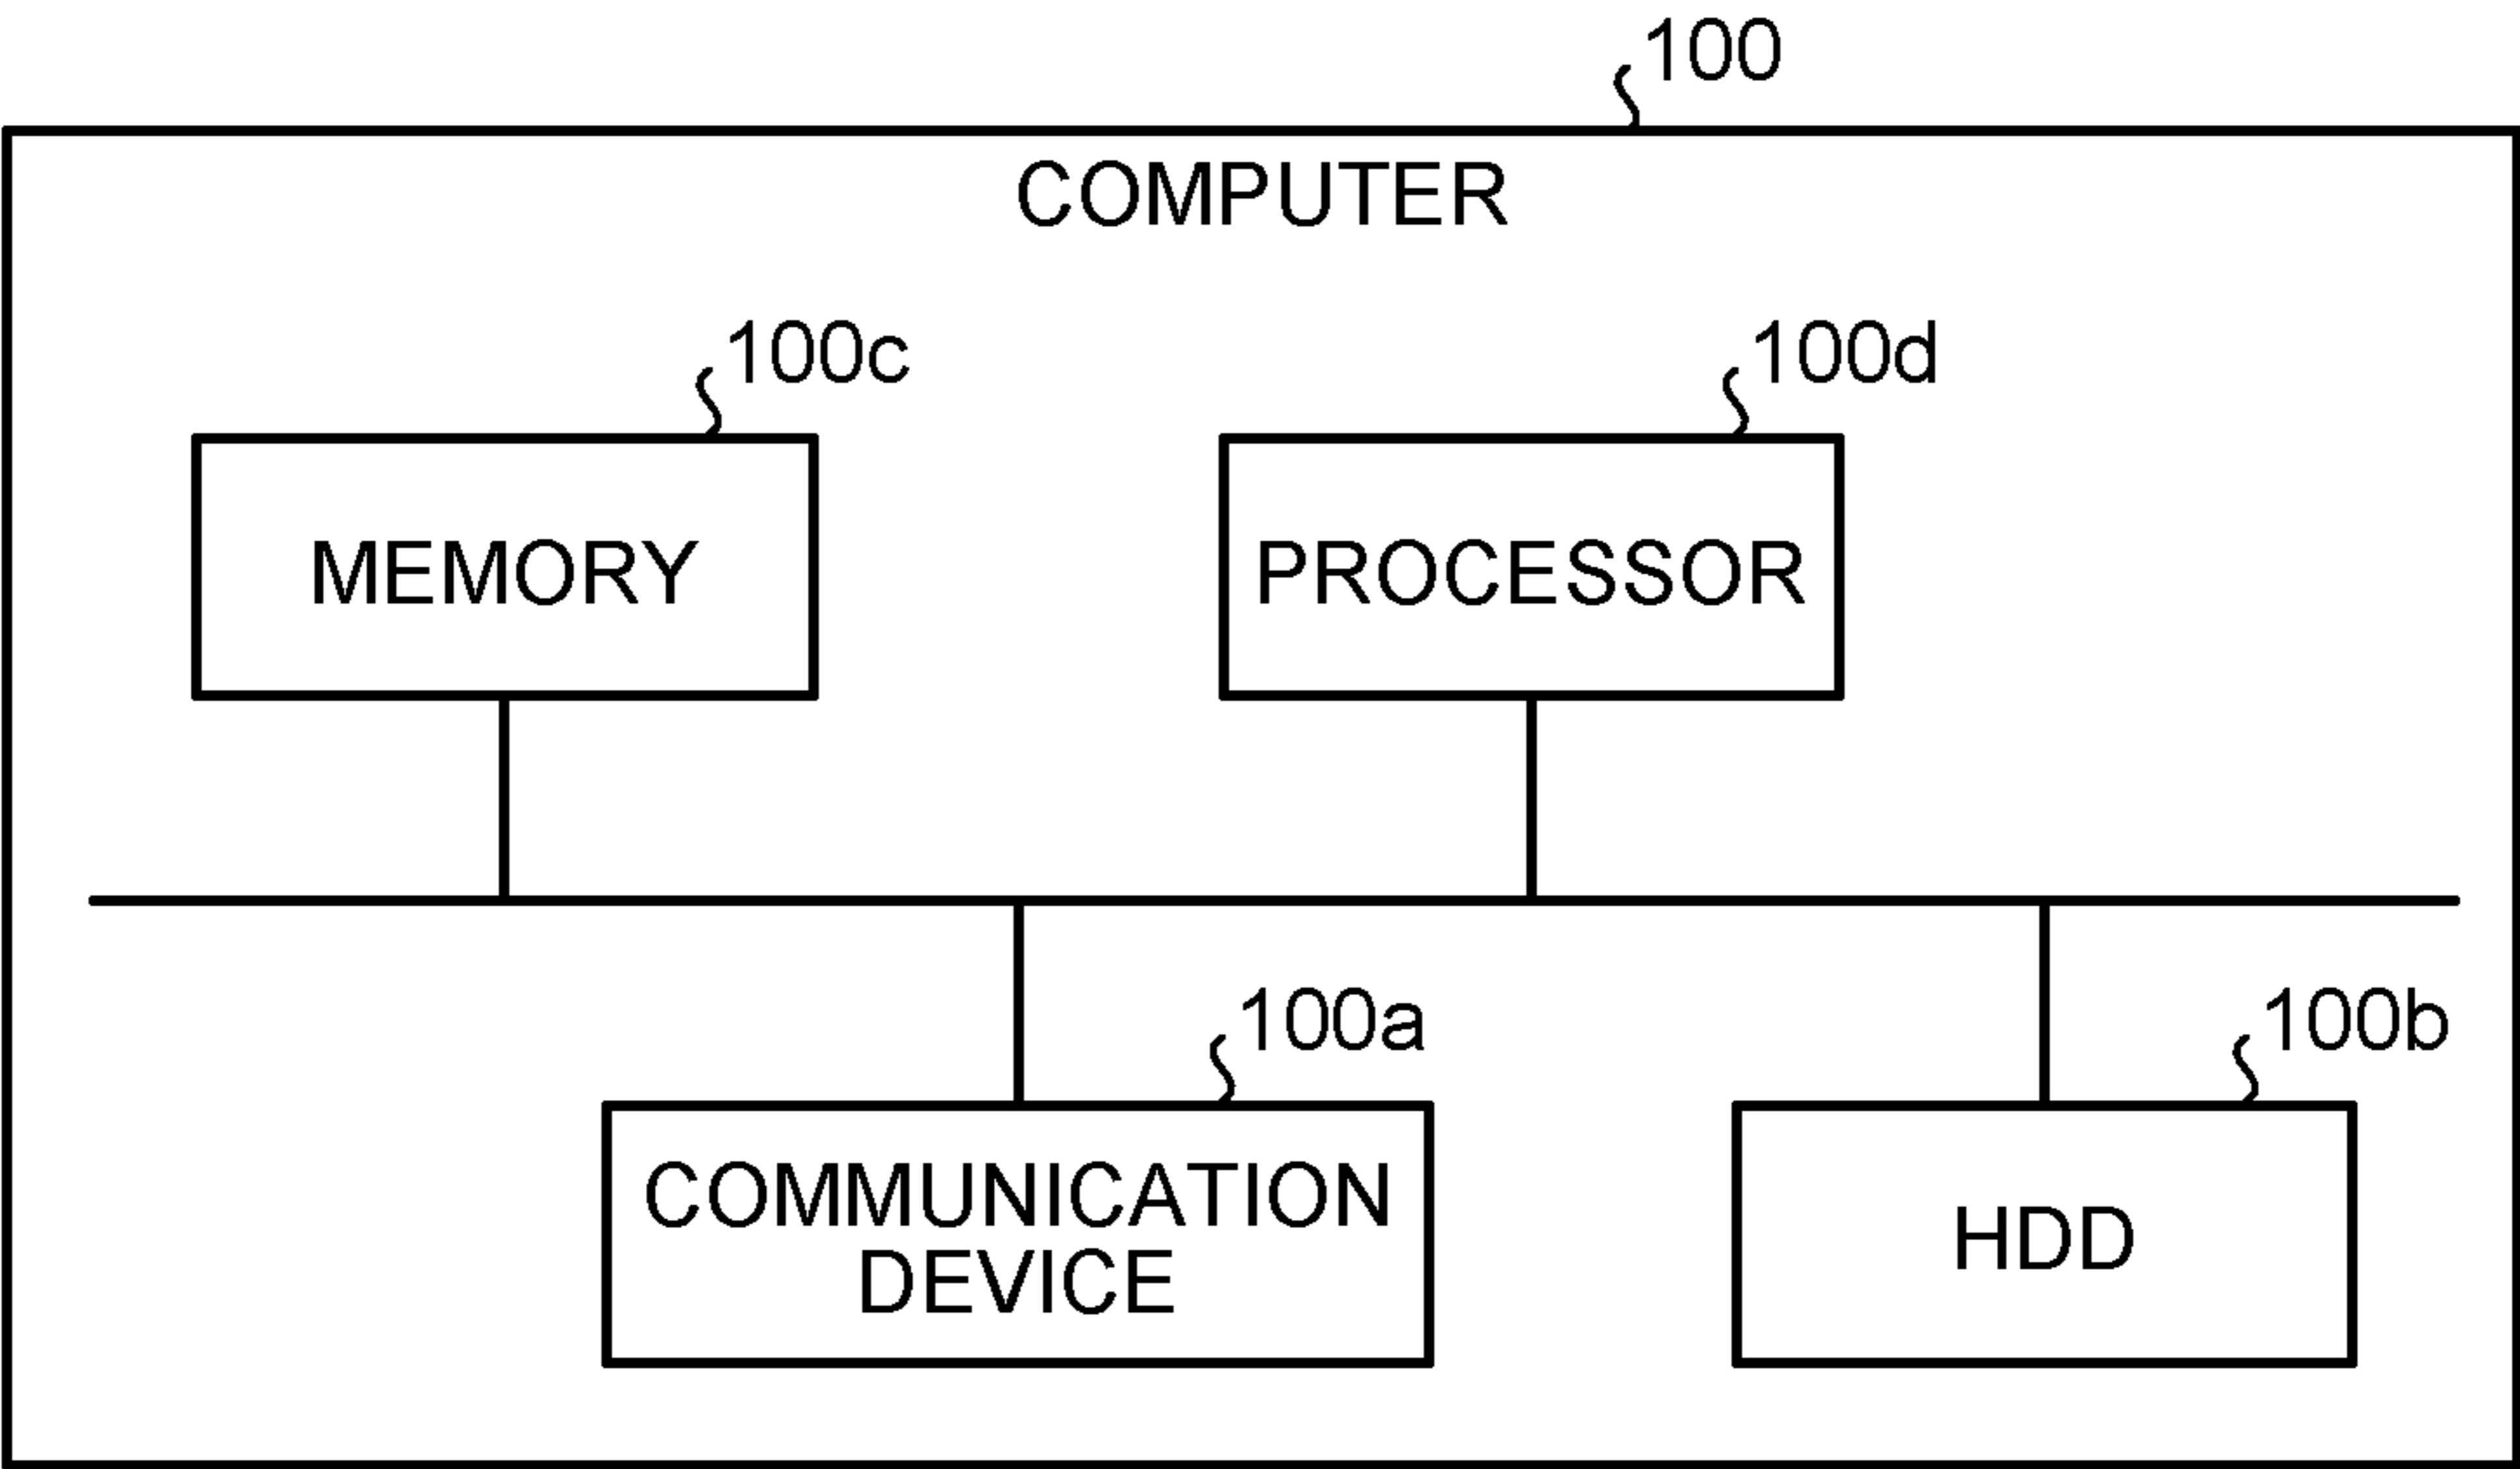 100
COMPUTER
100c
100d
MEMORY
PROCESSOR
100a
100b
COMMUNICATION
DEVICE
HDD